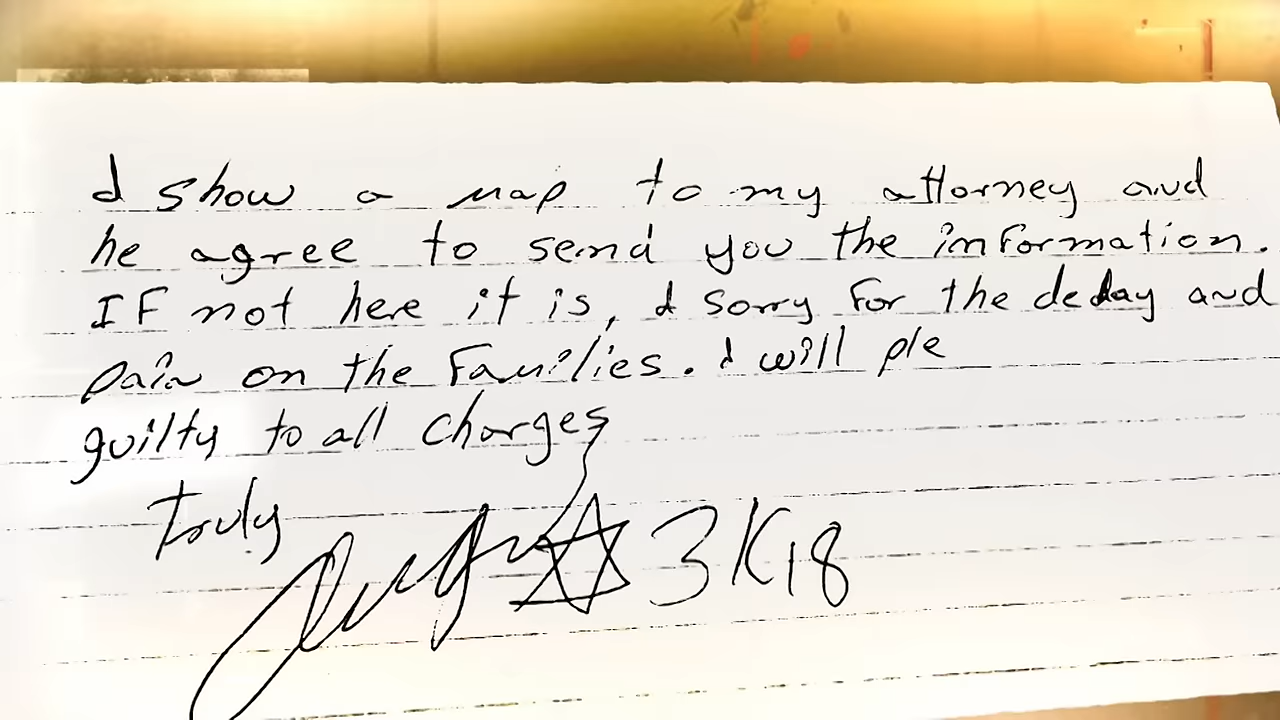 I show a map to my attorney and
he agree to send you the information.
IF not here it is, I sorry for the deday and
pain on the families. I will ple
guilty to all charges
Truly
3K18